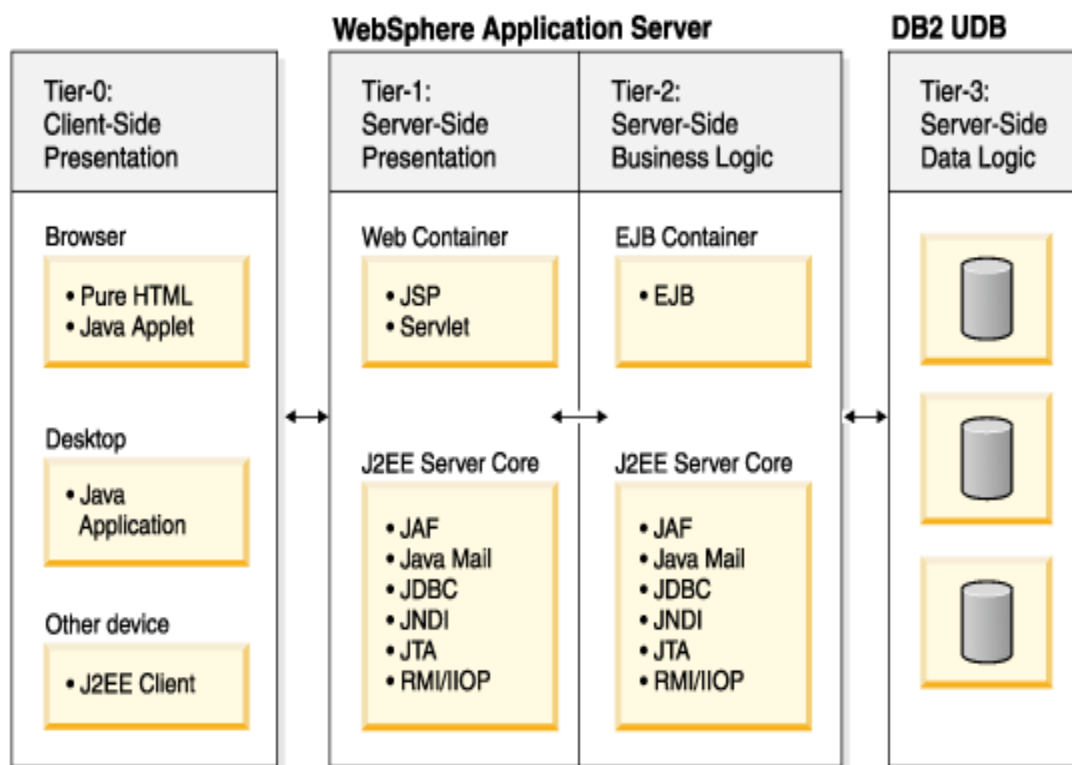 WebSphere Application Server
DB2 UDB
Tier-0:
Client-Side
Presentation
Tier-1:
Server-Side
Presentation
Tier-2:
Server-Side
Business Logic
Tier-3:
Server-Side
Data Logic
Browser
• Pure HTML
• Java Applet
Desktop
• Java
Application
Other device
• J2EE Client
Web Container
• JSP
• Servlet
J2EE Server Core
• JAF
• Java Mail
• JDBC
• JNDI
• JTA
• RMI/IIOP
EJB Container
• EJB
J2EE Server Core
• JAF
• Java Mail
• JDBC
• JNDI
• JTA
• RMI/IIOP